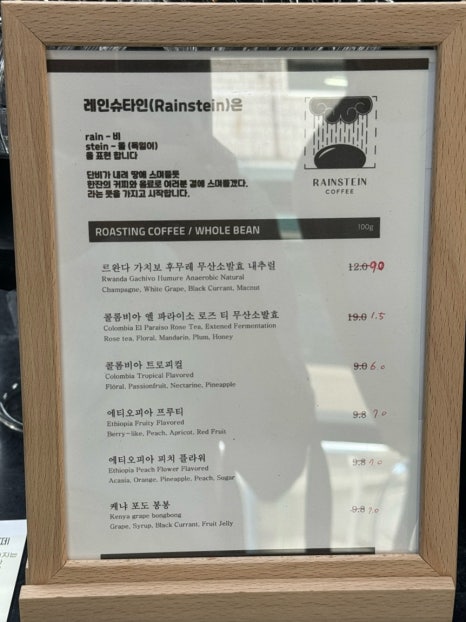 레인슈타인(Rainstein)은
rain - 비
stein - 돌 (독일어)
을 표현 합니다
단비가 내려 땅에 스며들듯
한잔의 커피와 음료로 여러분 곁에 스며들겠다.
라는 뜻을 가지고 시작합니다.
RAINSTEIN
COFFEE
ROASTING COFFEE / WHOLE BEAN 100g
르완다 가치보 후무레 무산소발효 내추럴 12.0 9.0
Rwanda Gachivo Humure Anaerobic Natural
Champagne, White Grape, Black Currant, Macnut
콜롬비아 엘 파라이소 로즈 티 무산소발효 19.0 1.5
Colombia El Paraiso Rose Tea, Extened Fermentation
Rose tea, Floral, Mandarin, Plum, Honey
콜롬비아 트로피컬 9.0 6.0
Colombia Tropical Flavored
Floral, Passionfruit, Nectarine, Pineapple
에티오피아 프루티 9.8 7.0
Ethiopia Fruity Flavored
Berry-like, Peach, Apricot, Red Fruit
에티오피아 피치 플라워 9.8 7.0
Ethiopia Peach Flower Flavored
Acasia, Orange, Pineapple, Peach, Sugar
케냐 포도 봉봉 9.8 7.0
Kenya grape bongbong
Grape, Syrup, Black Currant, Fruit Jelly